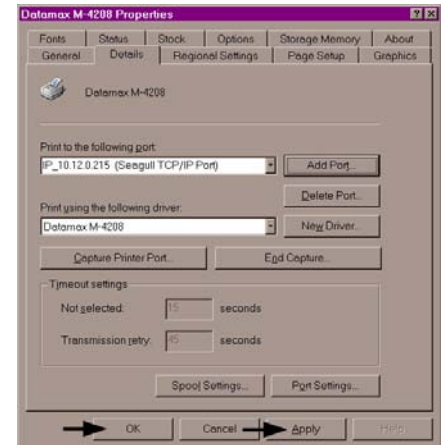 Datamax M-4208 Properties
Fonts Status Stock Options Storage Memory About
General Details Regional Settings Page Setup Graphics
Datamax M-4208
Print to the following port:
IP_10.12.0.215 (Seagull TCP/IP Port) Add Port...
Delete Port...
Print using the following driver:
Datamax M-4208 New Driver...
Capture Printer Port... End Capture...
Timeout settings
Not selected: 15 seconds
Transmission retry: 45 seconds
Spool Settings... Port Settings...
OK Cancel Apply Help